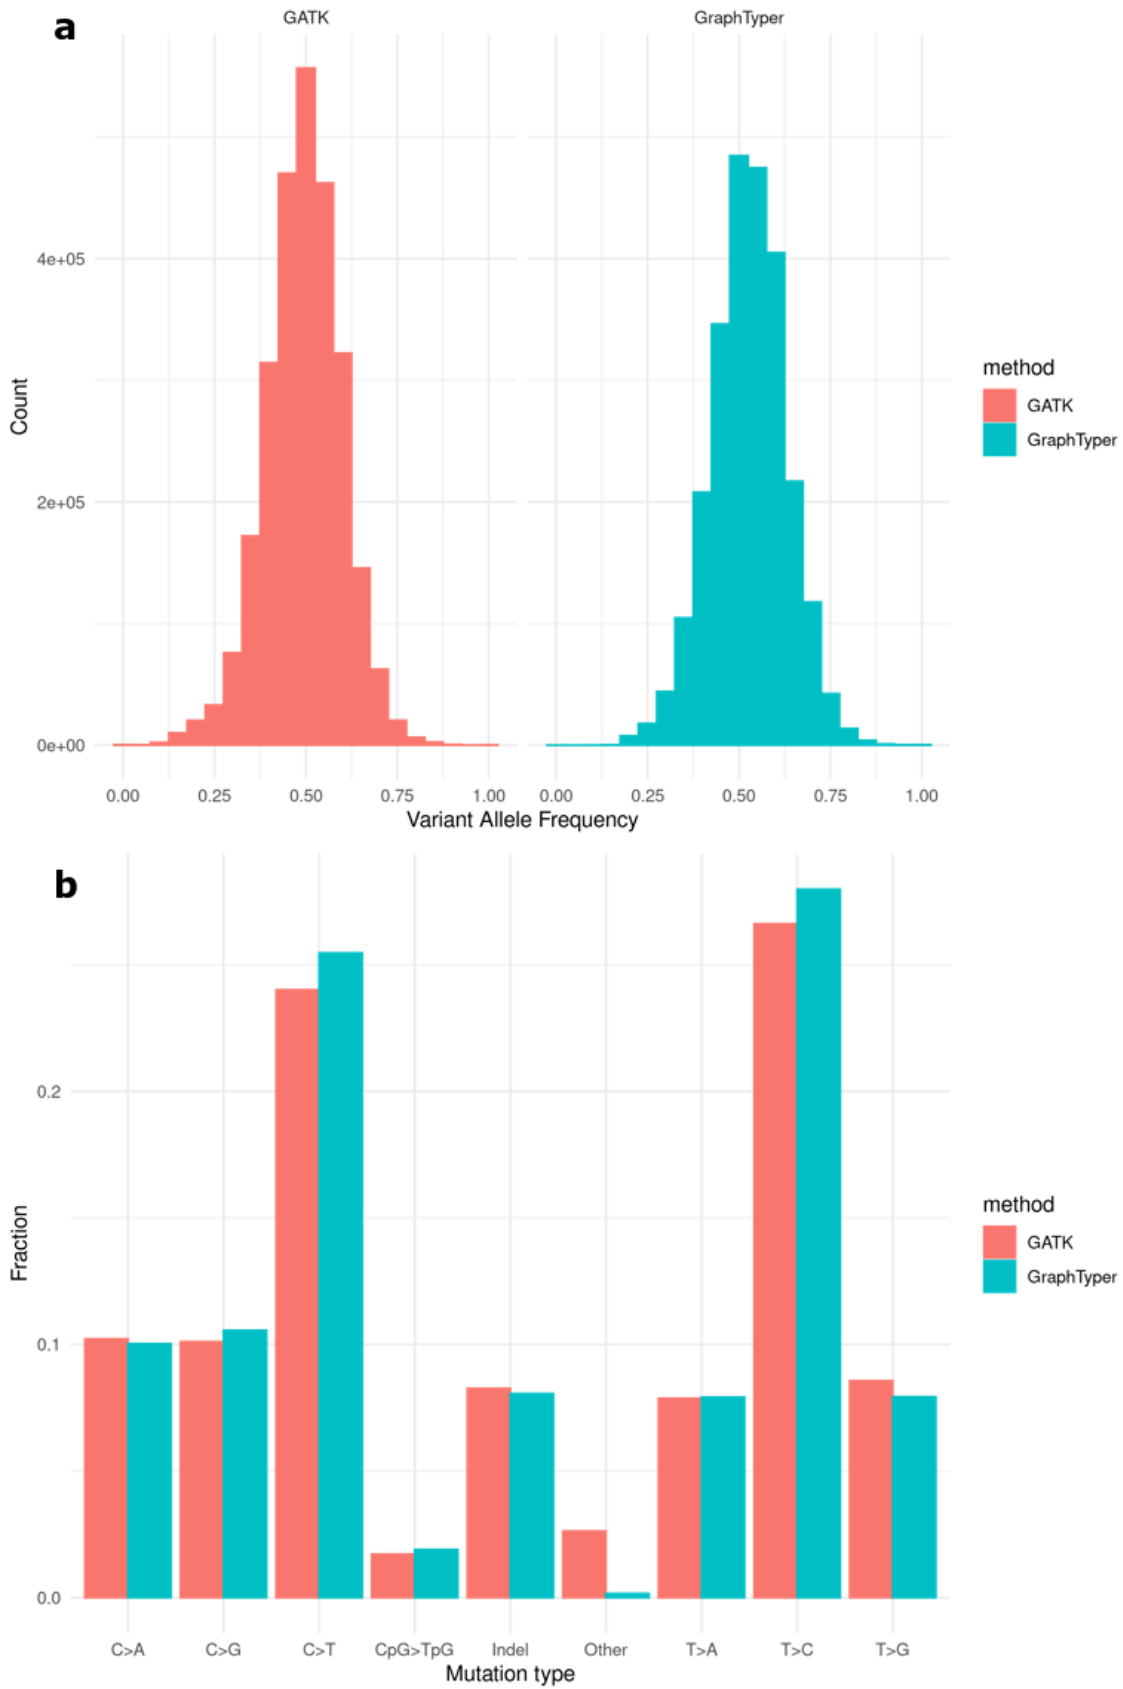 a
GATK
GraphTyper
Count
4e+05
2e+05
0e+00
0.00 0.25 0.50 0.75 1.00 0.00 0.25 0.50 0.75 1.00
Variant Allele Frequency
method
GATK
GraphTyper
b
Fraction
0.2
0.1
0.0
C>A C>G C>T CpG>TpG Indel Other T>A T>C T>G
Mutation type
method
GATK
GraphTyper